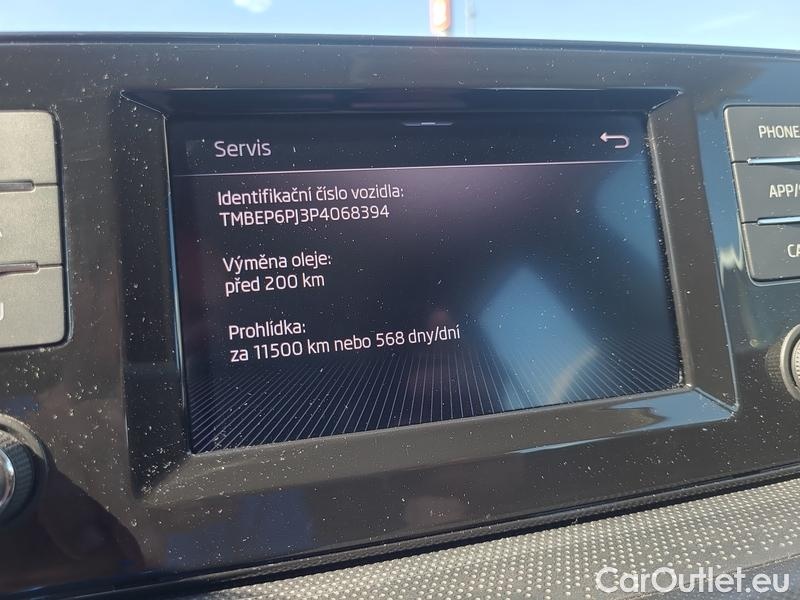 Servis
Identifikační číslo vozidla:
TMBEP6PJ3P4068394
Výměna oleje:
před 200 km
Prohlídka:
za 11500 km nebo 568 dny/dní
PHONE
APP/
CarOutlet.eu